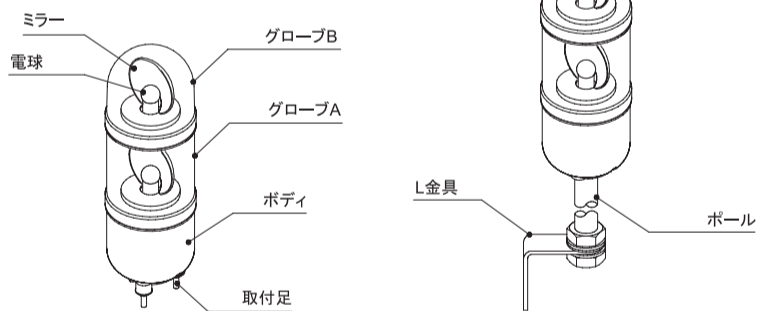 ミラー
グローブB
電球
グローブA
ボディ
取付足
L金具
ポール